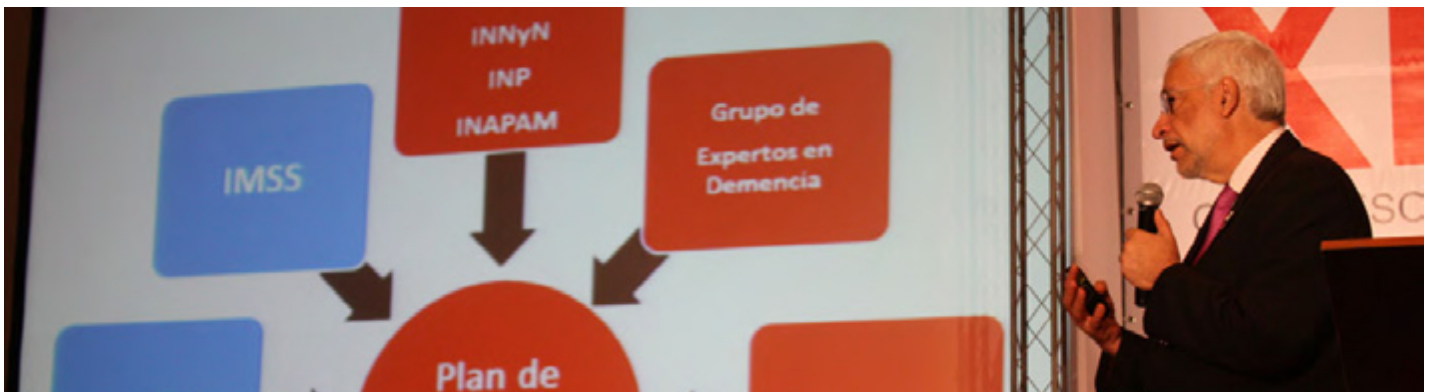 INNyN
INP
INAPAM
IMSS
Grupo de
Expertos en
Demencia
Plan de